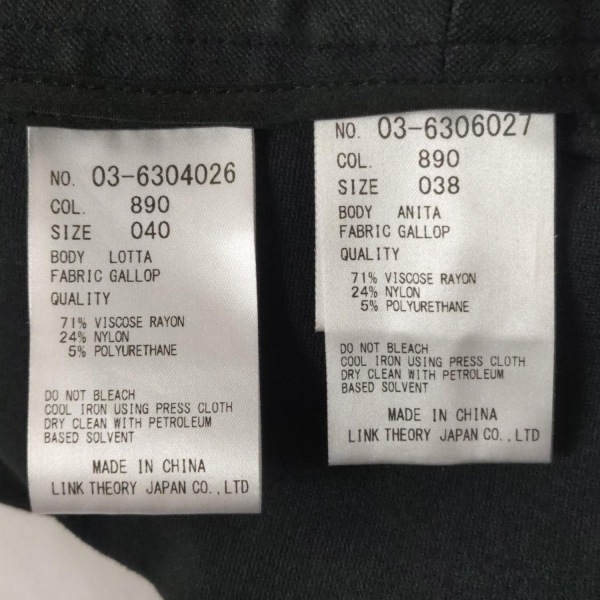 NO. 03-6304026
COL. 890
SIZE 040
BODY LOTTA
FABRIC GALLOP
QUALITY
71% VISCOSE RAYON
24% NYLON
5% POLYURETHANE
DO NOT BLEACH
COOL IRON USING PRESS CLOTH
DRY CLEAN WITH PETROLEUM
BASED SOLVENT
MADE IN CHINA
LINK THEORY JAPAN CO., LTD
NO. 03-6306027
COL. 890
SIZE 038
BODY ANITA
FABRIC GALLOP
QUALITY
71% VISCOSE RAYON
24% NYLON
5% POLYURETHANE
DO NOT BLEACH
COOL IRON USING PRESS CLOTH
DRY CLEAN WITH PETROLEUM
BASED SOLVENT
MADE IN CHINA
LINK THEORY JAPAN CO., LTD